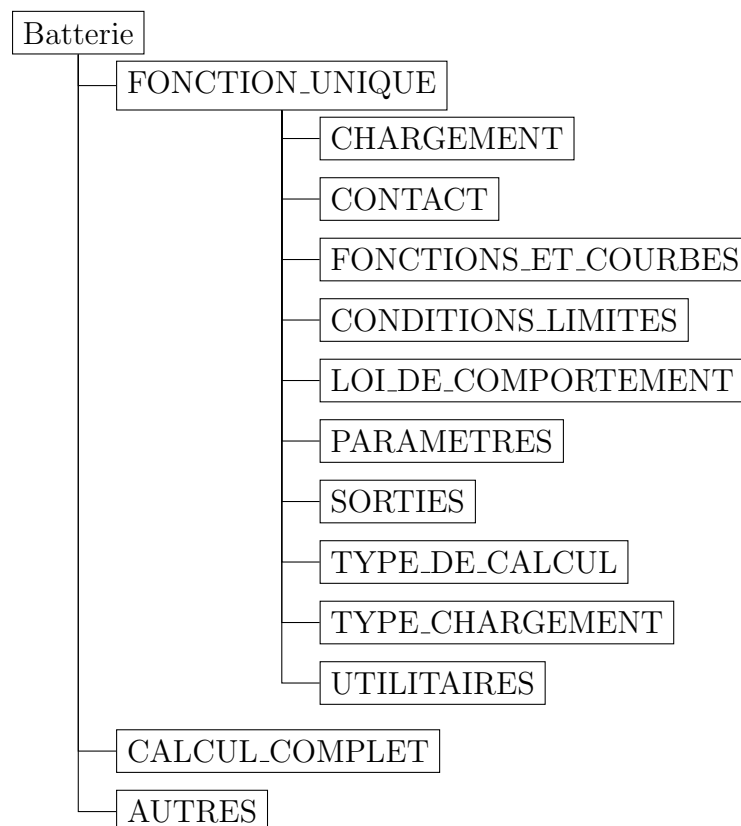 Batterie
FONCTION_UNIQUE
CHARGEMENT
CONTACT
FONCTIONS_ET_COURBES
CONDITIONS_LIMITES
LOI_DE_COMPORTEMENT
PARAMETRES
SORTIES
TYPE_DE_CALCUL
TYPE_CHARGEMENT
UTILITAIRES
CALCUL_COMPLET
AUTRES